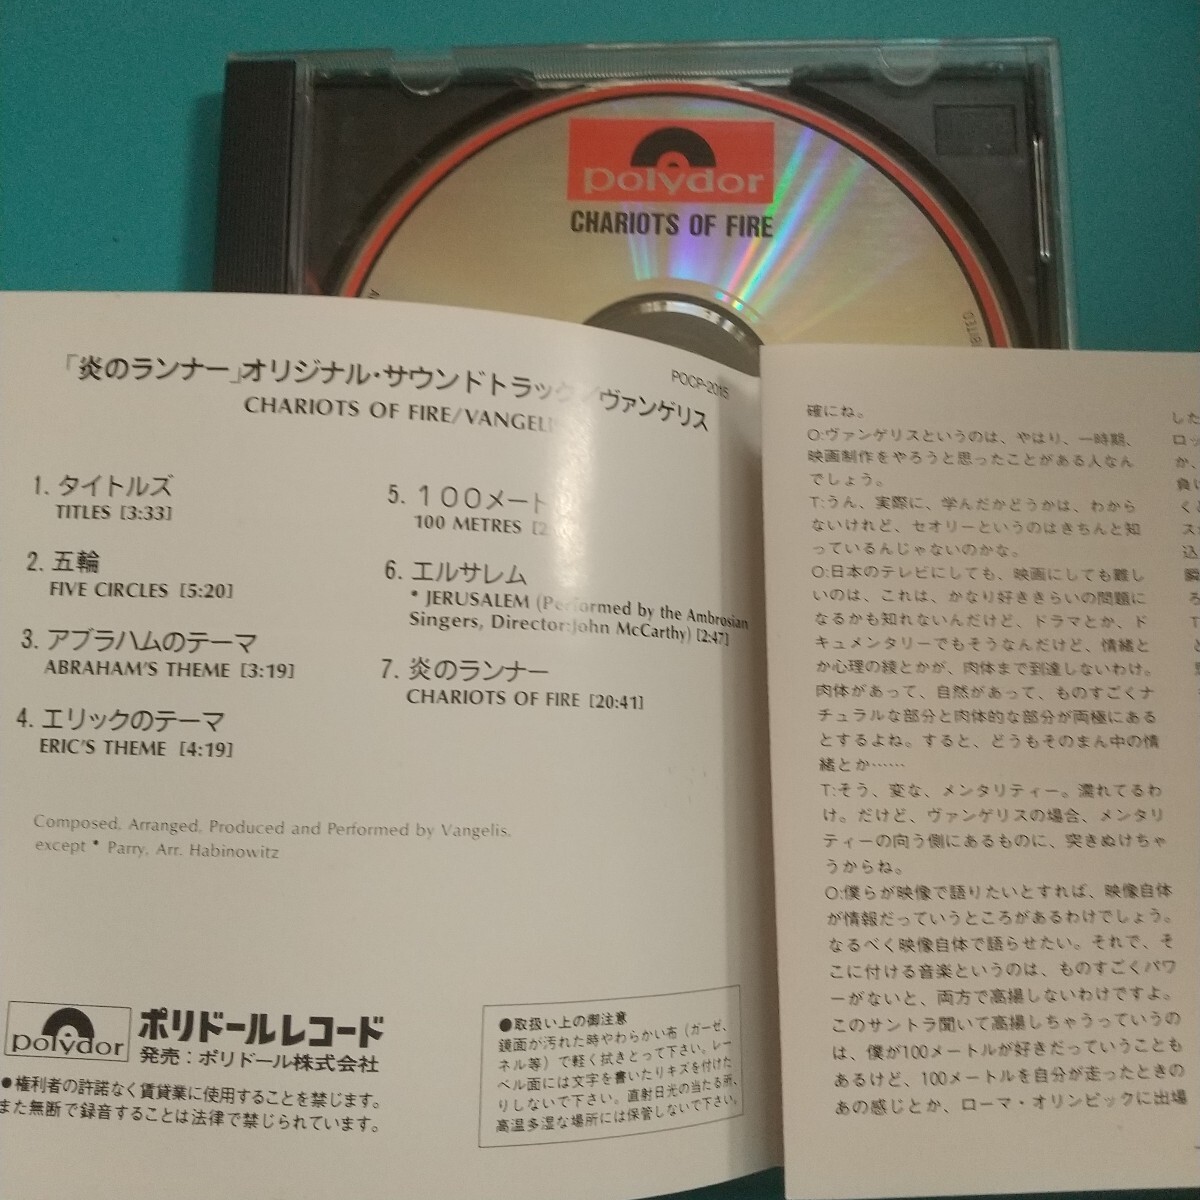 polydor
CHARIOTS OF FIRE
「炎のランナー」オリジナル・サウンドトラック/ヴァンゲリス
POCP-2015
CHARIOTS OF FIRE/VANGELI
1. タイトルズ
TITLES [3:33]
2. 五輪
FIVE CIRCLES [5:20]
3. アブラハムのテーマ
ABRAHAM'S THEME [3:19]
4. エリックのテーマ
ERIC'S THEME [4:19]
5. 100メート
100 METRES [2
6. エルサレム
* JERUSALEM (Performed by the Ambrosian
Singers, Director:John McCarthy) [2:47]
7. 炎のランナー
CHARIOTS OF FIRE [20:41]
Composed, Arranged, Produced and Performed by Vangelis,
except * Parry, Arr. Habinowitz
polydor
ポリドールレコード
発売:ポリドール株式会社
●権利者の許諾なく賃貸業に使用することを禁じます。
また無断で録音することは法律で禁じられています。
●取扱い上の御注意
鏡面が汚れた時やわらかい布(ガーゼ、
ネル等)で軽く拭きとって下さい。レー
ベル面には文字を書いたりキズを付けた
りしないで下さい。直射日光の当たる所、
高温多湿な場所には保管しないで下さい。
確にね。
O:ヴァンゲリスというのは、やはり、一時期、
映画制作をやろうと思ったことがある人なん
でしょう。
T:うん、実際に、学んだかどうかは、わから
ないけれど、セオリーというのはきちんと知
っているんじゃないのかな。
O:日本のテレビにしても、映画にしても難し
いのは、これは、かなり好ききらいの問題に
なるかも知れないんだけど、ドラマとか、ド
キュメンタリーでもそうなんだけど、情緒と
か心理の綾とかが、肉体まで到達しないわけ。
肉体があって、自然があって、ものすごくナ
チュラルな部分と肉体的な部分が両極にある
とするよね。すると、どうもそのまん中の情
緒とか……
T:そう、変な、メンタリティー。濡れてるわ
け。だけど、ヴァンゲリスの場合、メンタリ
ティーの向う側にあるものに、突きぬけちゃ
うからね。
O:僕らが映像で語りたいとすれば、映像自体
が情報だっていうところがあるわけでしょう。
なるべく映像自体で語らせたい。それで、そ
こに付ける音楽というのは、ものすごくパワ
ーがないと、両方で高揚しないわけですよ。
このサントラ聞いて高揚しちゃうっていうの
は、僕が100メートルが好きだっていうことも
あるけど、100メートルを自分が走ったときの
あの感じとか、ローマ・オリンピックに出場